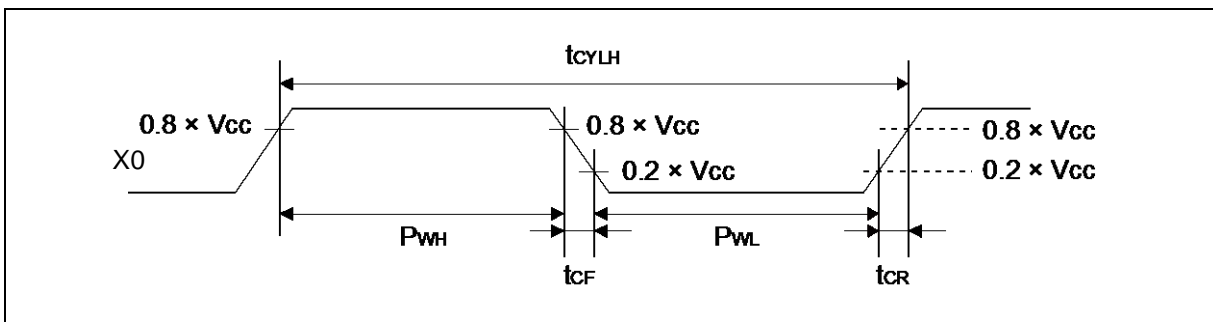 tCYLH
0.8 × Vcc
0.8 × Vcc
0.8 × Vcc
X0
0.2 × Vcc
0.2 × Vcc
PWH
PWL
tCF
tCR